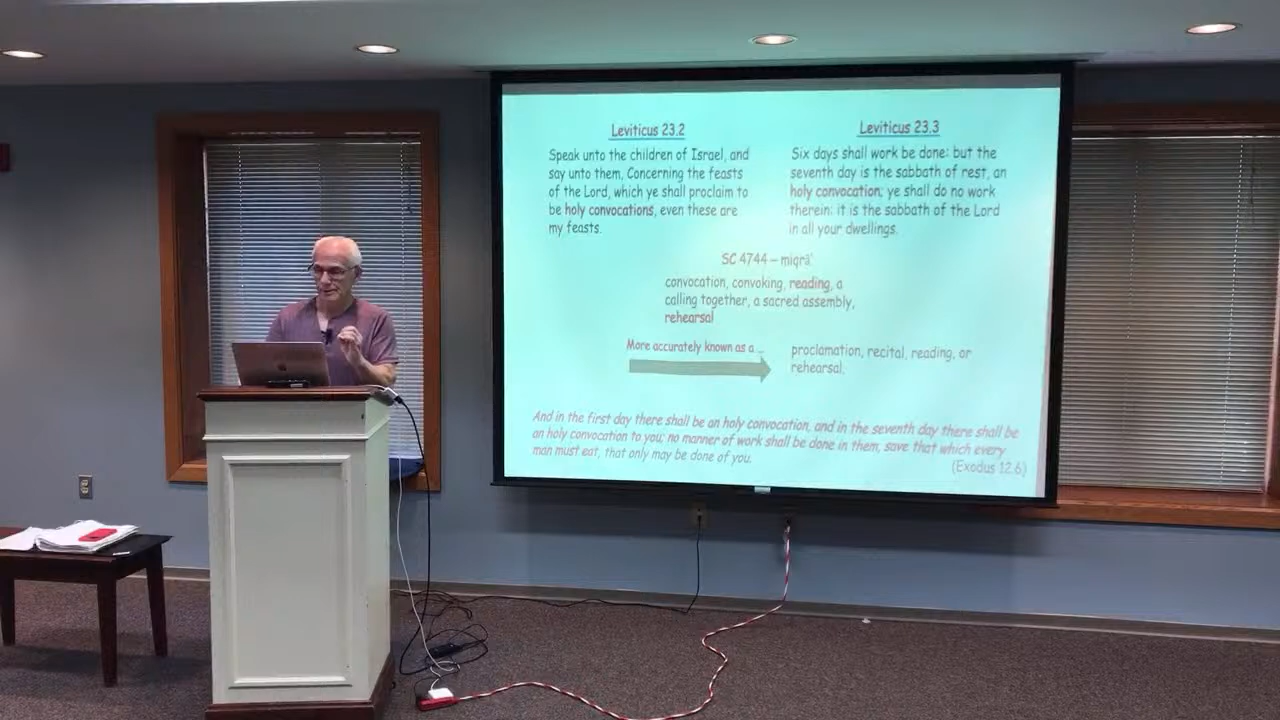 Leviticus 23.2
Speak unto the children of Israel, and
say unto them, Concerning the feasts
of the Lord, which ye shall proclaim to
be holy convocations, even these are
my feasts.
Leviticus 23.3
Six days shall work be done: but the
seventh day is the sabbath of rest, an
holy convocation; ye shall do no work
therein: it is the sabbath of the Lord
in all your dwellings.
SC 4744 – miqrā'
convocation, convoking, reading, a
calling together, a sacred assembly,
rehearsal
More accurately known as a ...
proclamation, recital, reading, or
rehearsal.
And in the first day there shall be an holy convocation, and in the seventh day there shall be
an holy convocation to you; no manner of work shall be done in them, save that which every
man must eat, that only may be done of you.
(Exodus 12.6)